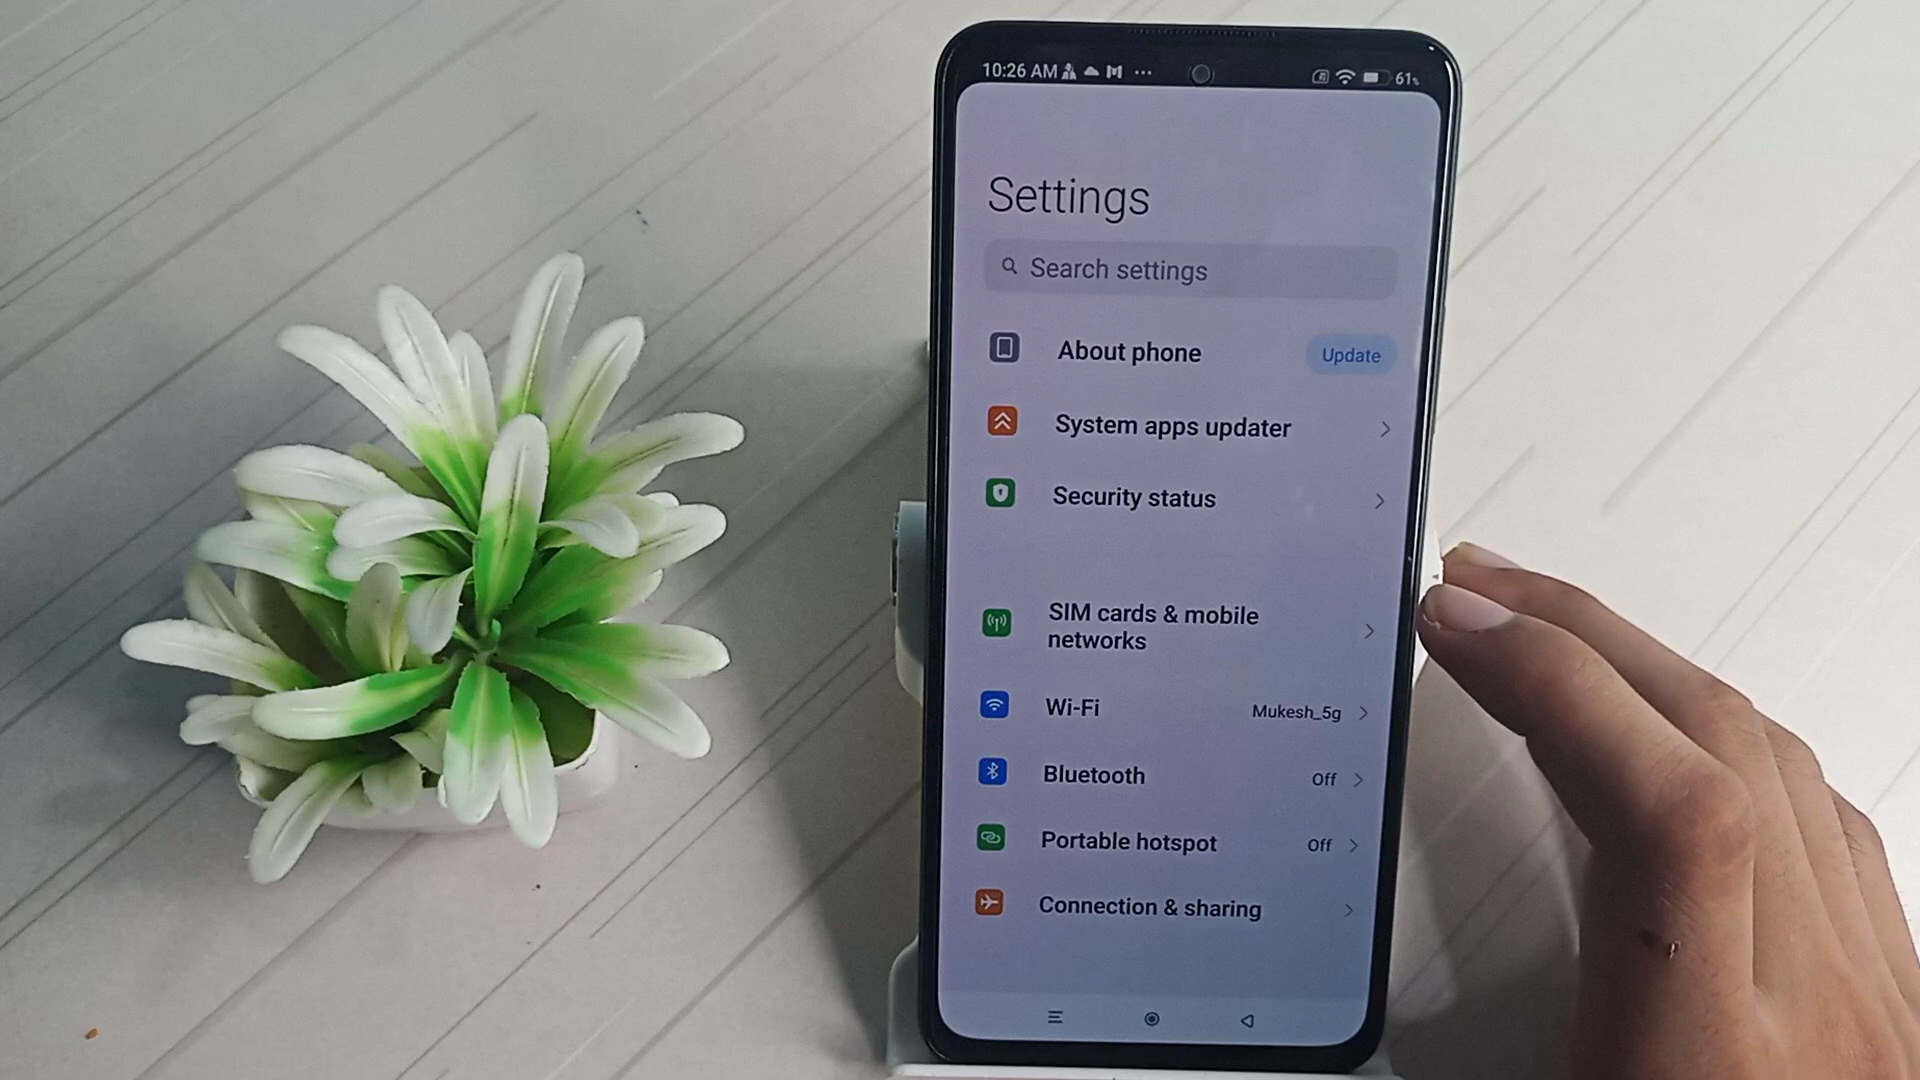 10:26 AM ... 61%
Settings
Search settings
About phone Update
System apps updater
Security status
SIM cards & mobile
networks
Wi-Fi Mukesh_5g
Bluetooth Off
Portable hotspot Off
Connection & sharing